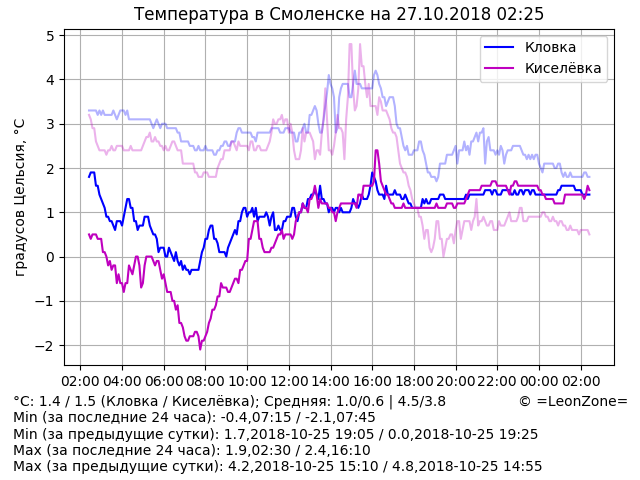 Температура в Смоленске на 27.10.2018 02:25
Кловка
Киселёвка
градусов Цельсия, °C
5
4
3
2
1
0
−1
−2
02:00 04:00 06:00 08:00 10:00 12:00 14:00 16:00 18:00 20:00 22:00 00:00 02:00
°C: 1.4 / 1.5 (Кловка / Киселёвка); Средняя: 1.0/0.6 | 4.5/3.8 © =LeonZone=
Min (за последние 24 часа): -0.4,07:15 / -2.1,07:45
Min (за предыдущие сутки): 1.7,2018-10-25 19:05 / 0.0,2018-10-25 19:25
Max (за последние 24 часа): 1.9,02:30 / 2.4,16:10
Max (за предыдущие сутки): 4.2,2018-10-25 15:10 / 4.8,2018-10-25 14:55